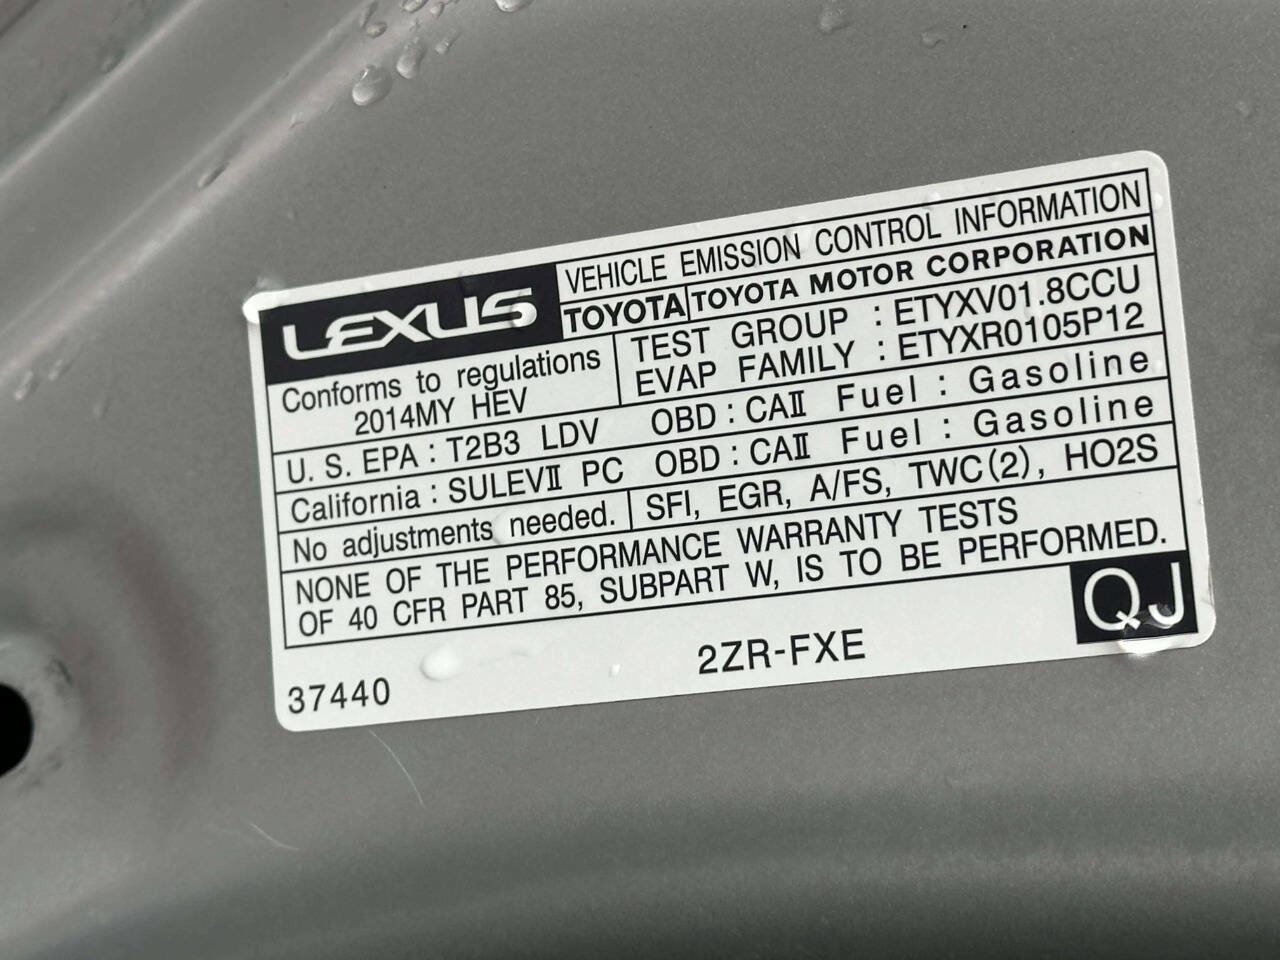 LEXUS VEHICLE EMISSION CONTROL INFORMATION
TOYOTA TOYOTA MOTOR CORPORATION
Conforms to regulations
2014MY HEV
TEST GROUP : ETYXV01.8CCU
EVAP FAMILY : ETYXR0105P12
U. S. EPA : T2B3 LDV OBD : CAⅡ Fuel : Gasoline
California : SULEVⅡ PC OBD : CAⅡ Fuel : Gasoline
No adjustments needed. SFI, EGR, A/FS, TWC(2), HO2S
NONE OF THE PERFORMANCE WARRANTY TESTS
OF 40 CFR PART 85, SUBPART W, IS TO BE PERFORMED.
37440 2ZR-FXE QJ